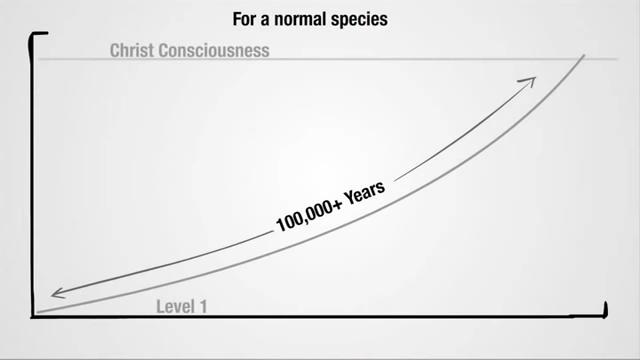 For a normal species
Christ Consciousness
100,000+ Years
Level 1